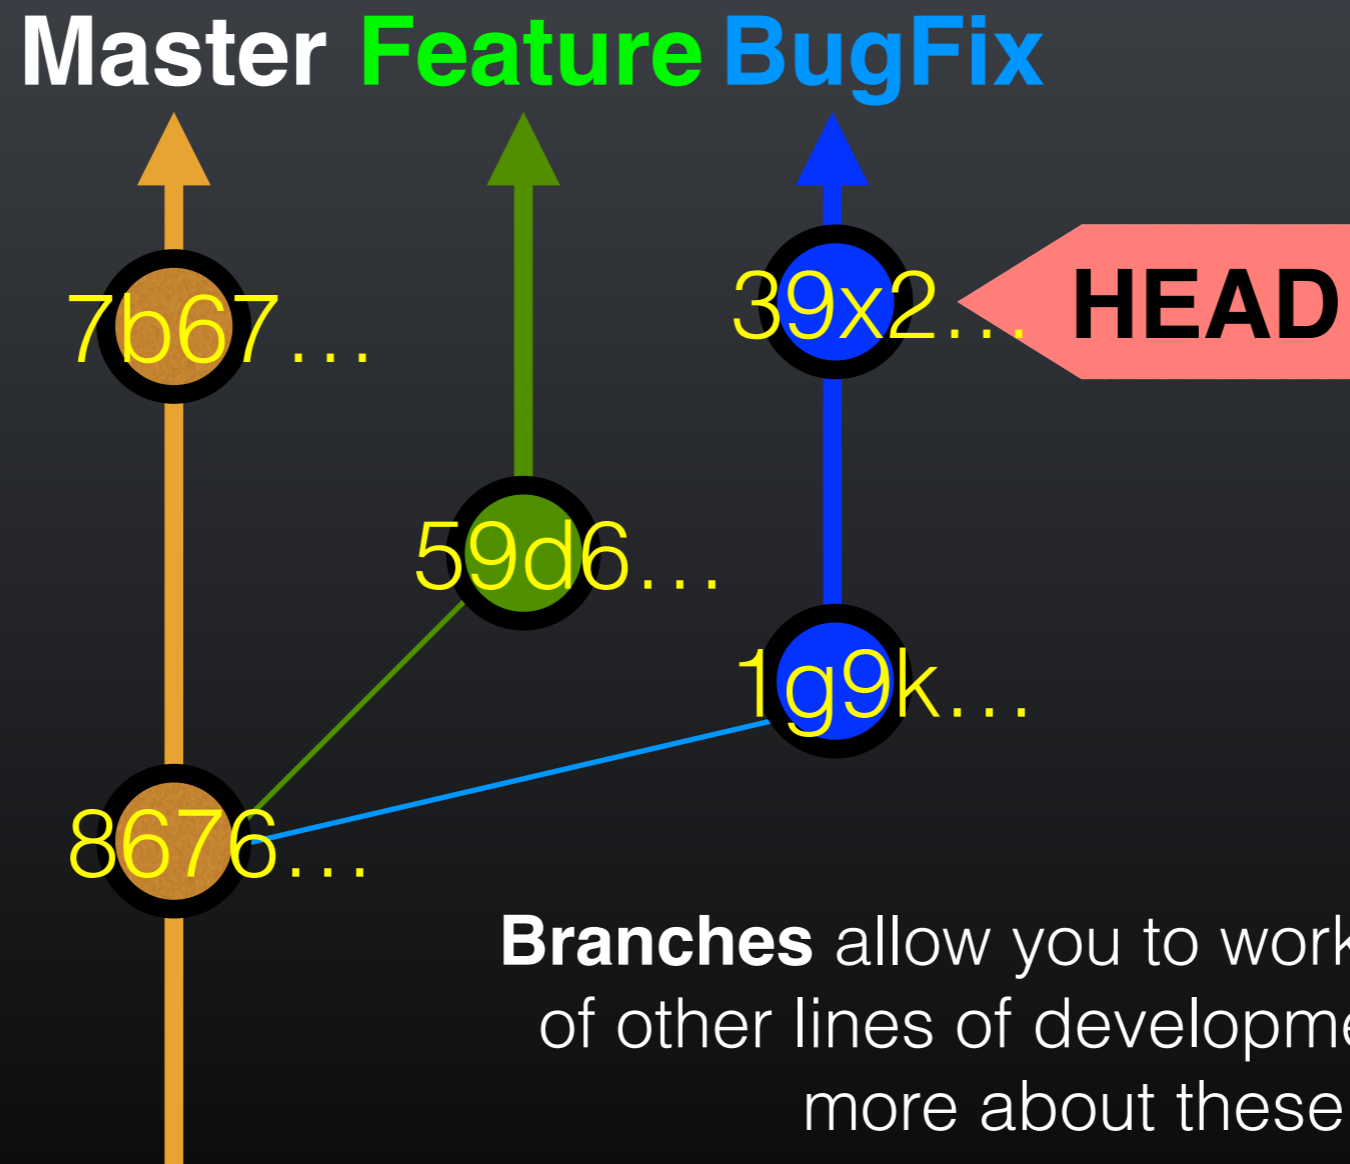 Master Feature BugFix
39x2... HEAD
7b67...
59d6...
1g9k...
8676...
Branches allow you to work
of other lines of developme
more about these